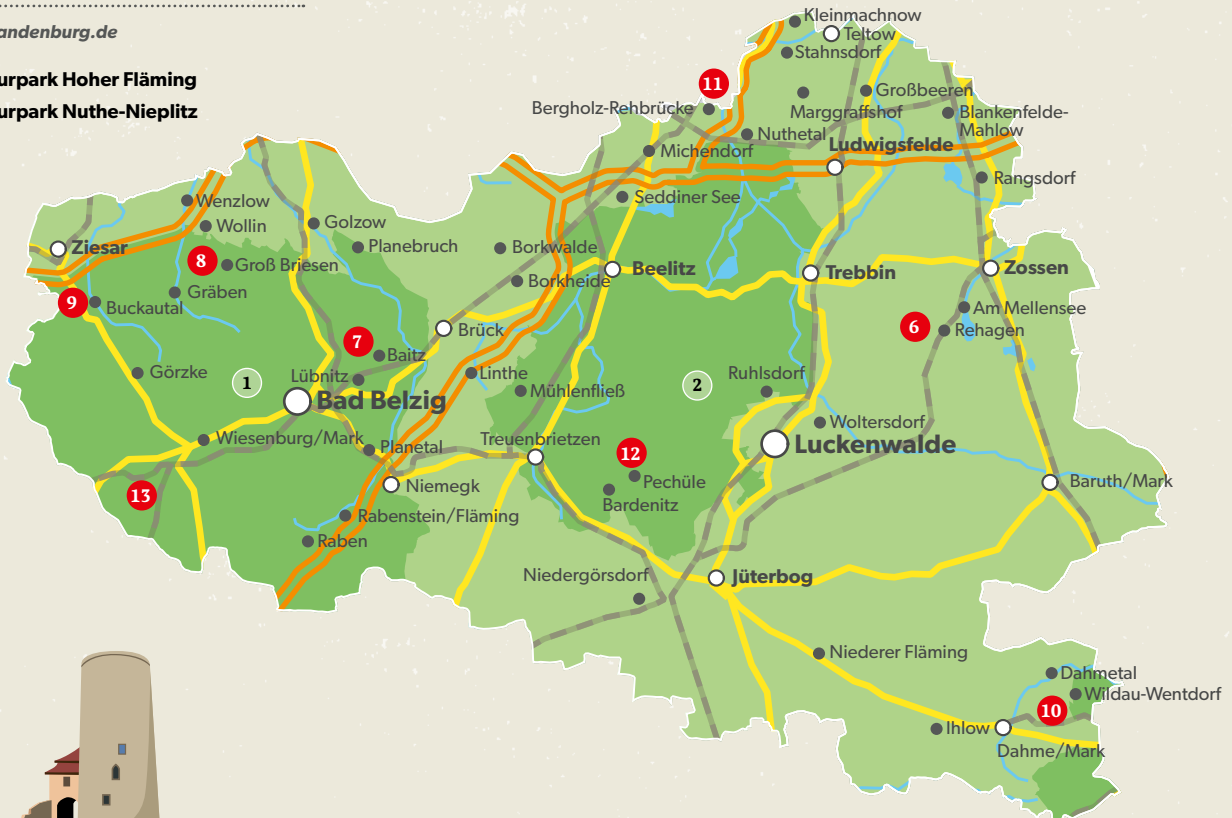 andenburg.de
urpark Hoher Fläming
urpark Nuthe-Nieplitz
Kleinmachnow
Teltow
Stahnsdorf
11
Großbeeren
Bergholz-Rehbrücke
Marggraffshof
Blankenfelde-
Mahlow
Nuthetal
Michendorf
Ludwigsfelde
Rangsdorf
Seddiner See
Wenzlow
Wollin
Golzow
Ziesar
Planebruch
Borkwalde
8
Groß Briesen
Beelitz
Trebbin
Zossen
Borkheide
Gräben
9
Buckautal
Am Mellensee
6
Rehagen
Brück
7
Baitz
Görzke
1
Lübnitz
Linthe
Ruhlsdorf
2
Mühlenfließ
Bad Belzig
Woltersdorf
Wiesenburg/Mark
Planetal
Treuenbrietzen
Luckenwalde
12
Pechüle
Baruth/Mark
Niemegk
13
Bardenitz
Rabenstein/Fläming
Raben
Niedergörsdorf
Jüterbog
Niederer Fläming
Dahmetal
Wildau-Wentdorf
10
Ihlow
Dahme/Mark